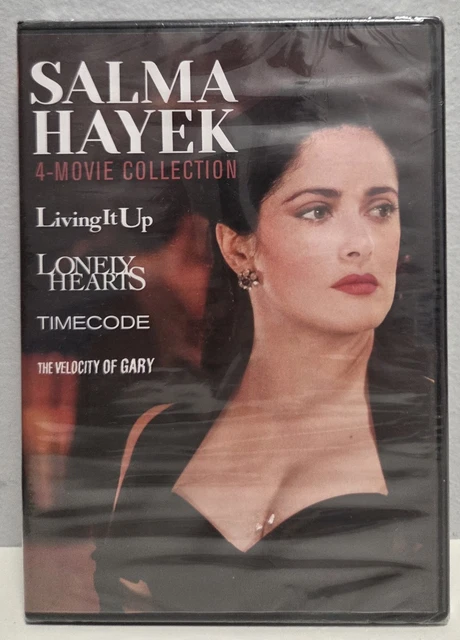 SALMA
HAYEK
4-MOVIE COLLECTION
Living It Up
LONELY
HEARTS
TIMECODE
THE VELOCITY OF GARY